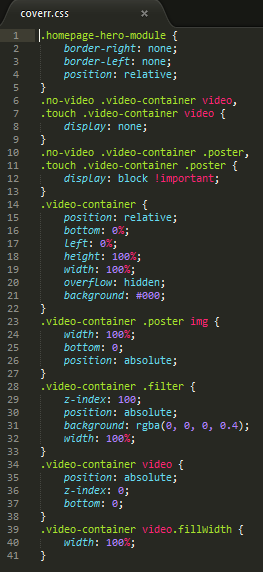 coverr.css ×
1 .homepage-hero-module {
2 border-right: none;
3 border-left: none;
4 position: relative;
5 }
6 .no-video .video-container video,
7 .touch .video-container video {
8 display: none;
9 }
10 .no-video .video-container .poster,
11 .touch .video-container .poster {
12 display: block !important;
13 }
14 .video-container {
15 position: relative;
16 bottom: 0%;
17 left: 0%;
18 height: 100%;
19 width: 100%;
20 overflow: hidden;
21 background: #000;
22 }
23 .video-container .poster img {
24 width: 100%;
25 bottom: 0;
26 position: absolute;
27 }
28 .video-container .filter {
29 z-index: 100;
30 position: absolute;
31 background: rgba(0, 0, 0, 0.4);
32 width: 100%;
33 }
34 .video-container video {
35 position: absolute;
36 z-index: 0;
37 bottom: 0;
38 }
39 .video-container video.fillWidth {
40 width: 100%;
41 }